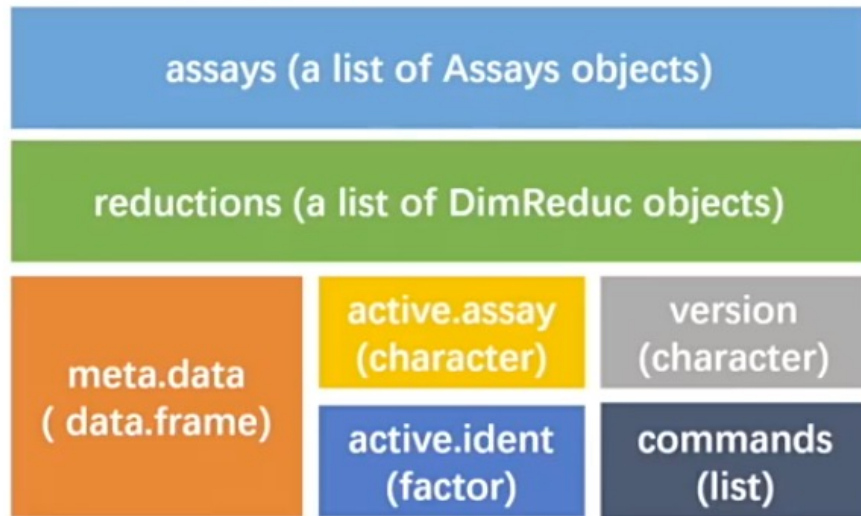 assays (a list of Assays objects)
reductions (a list of DimReduc objects)
meta.data
( data.frame)
active.assay
(character)
version
(character)
active.ident
(factor)
commands
(list)